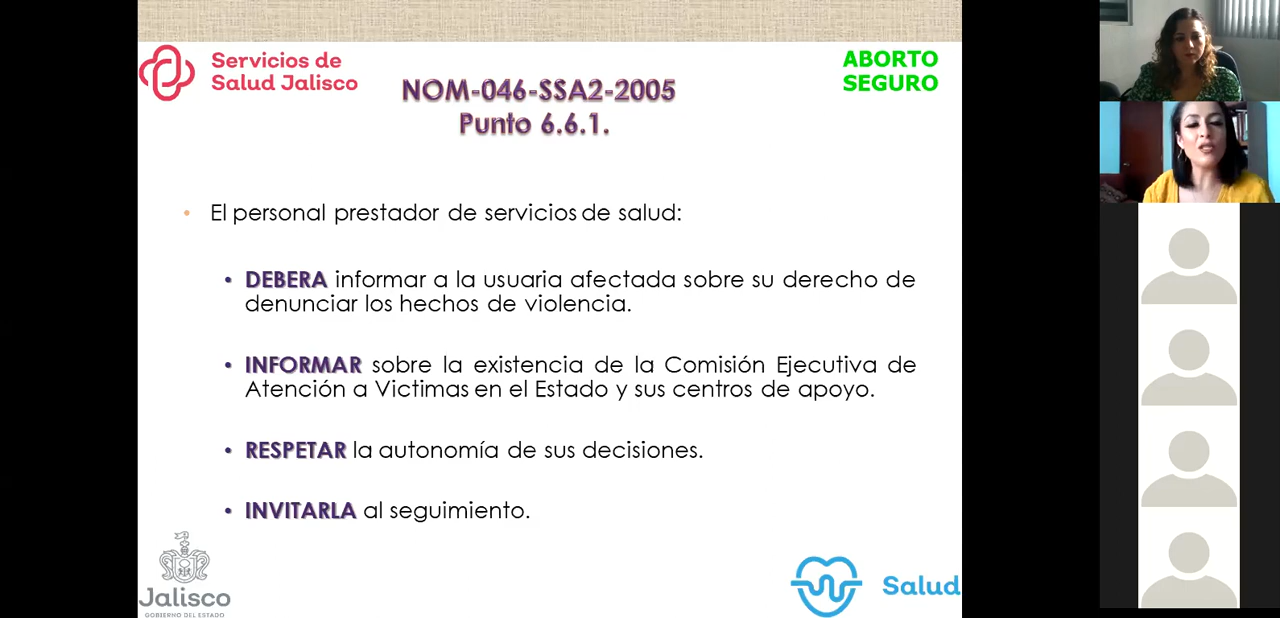 Servicios de
Salud Jalisco
ABORTO
SEGURO
NOM-046-SSA2-2005
Punto 6.6.1.
• El personal prestador de servicios de salud:
• DEBERA informar a la usuaria afectada sobre su derecho de
denunciar los hechos de violencia.
• INFORMAR sobre la existencia de la Comisión Ejecutiva de
Atención a Victimas en el Estado y sus centros de apoyo.
• RESPETAR la autonomía de sus decisiones.
• INVITARLA al seguimiento.
Jalisco
GOBIERNO DEL ESTADO
Salud